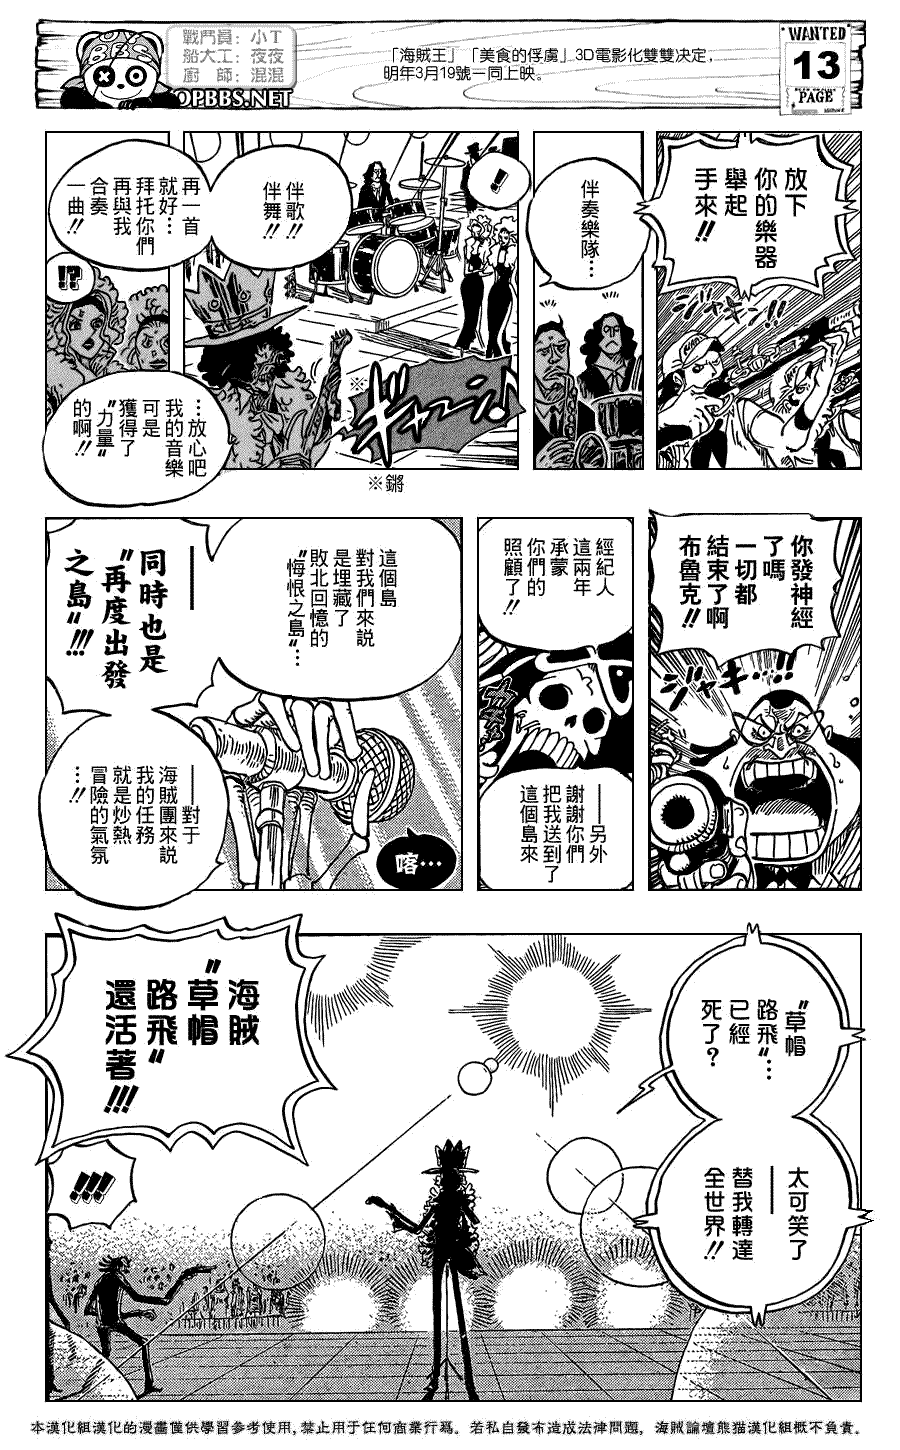 戰鬥員：小丁
船大工：夜夜
廚　師：混混
OPBBS.NET
「海賊王」「美食的俘虜」3D電影化雙雙決定，
明年3月19號一同上映。
WANTED
13
PAGE
放下
你的樂器
舉起
手來!!
ジャキン!!
伴奏樂隊…
!
伴歌!!
伴舞!!
※
ギャーン♪
※鏘
再一首
就好…
拜托你們
再與我
合奏
一曲!!
!?
…放心吧
我的音樂
可是
獲得了
〝力量〞
的啊!!
你發神經
了嗎
一切都
結束了啊
布魯克!!
ジャキ…!!
經紀人
這兩年
承蒙
你們的
照顧了!!
——另外
謝謝你們
把我送到了
這個島來
這個島
對我們來說
是埋藏了
敗北回憶的
〝悔恨之島〞…
——
同時也是
〝再度出發
之島〞!!!
喀…
——對于
海賊團來說
我的任務
就是炒熱
冒險的氣氛
…!!
〝草帽
路飛〞…
已經
死了?
——
太可笑了
替我轉達
全世界!!
海賊
〝草帽
路飛〞
還活著!!!
!!!
本漢化組漢化的漫畫僅供學習參考使用,禁止用于任何商業行爲。若私自發布造成法律問題，海賊論壇熊猫漢化組概不負責。